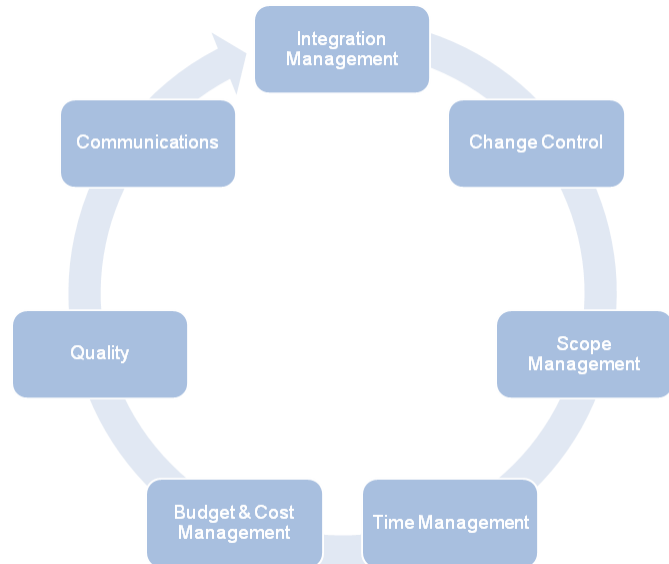 Integration
Management
Change Control
Scope
Management
Time Management
Budget & Cost
Management
Quality
Communications